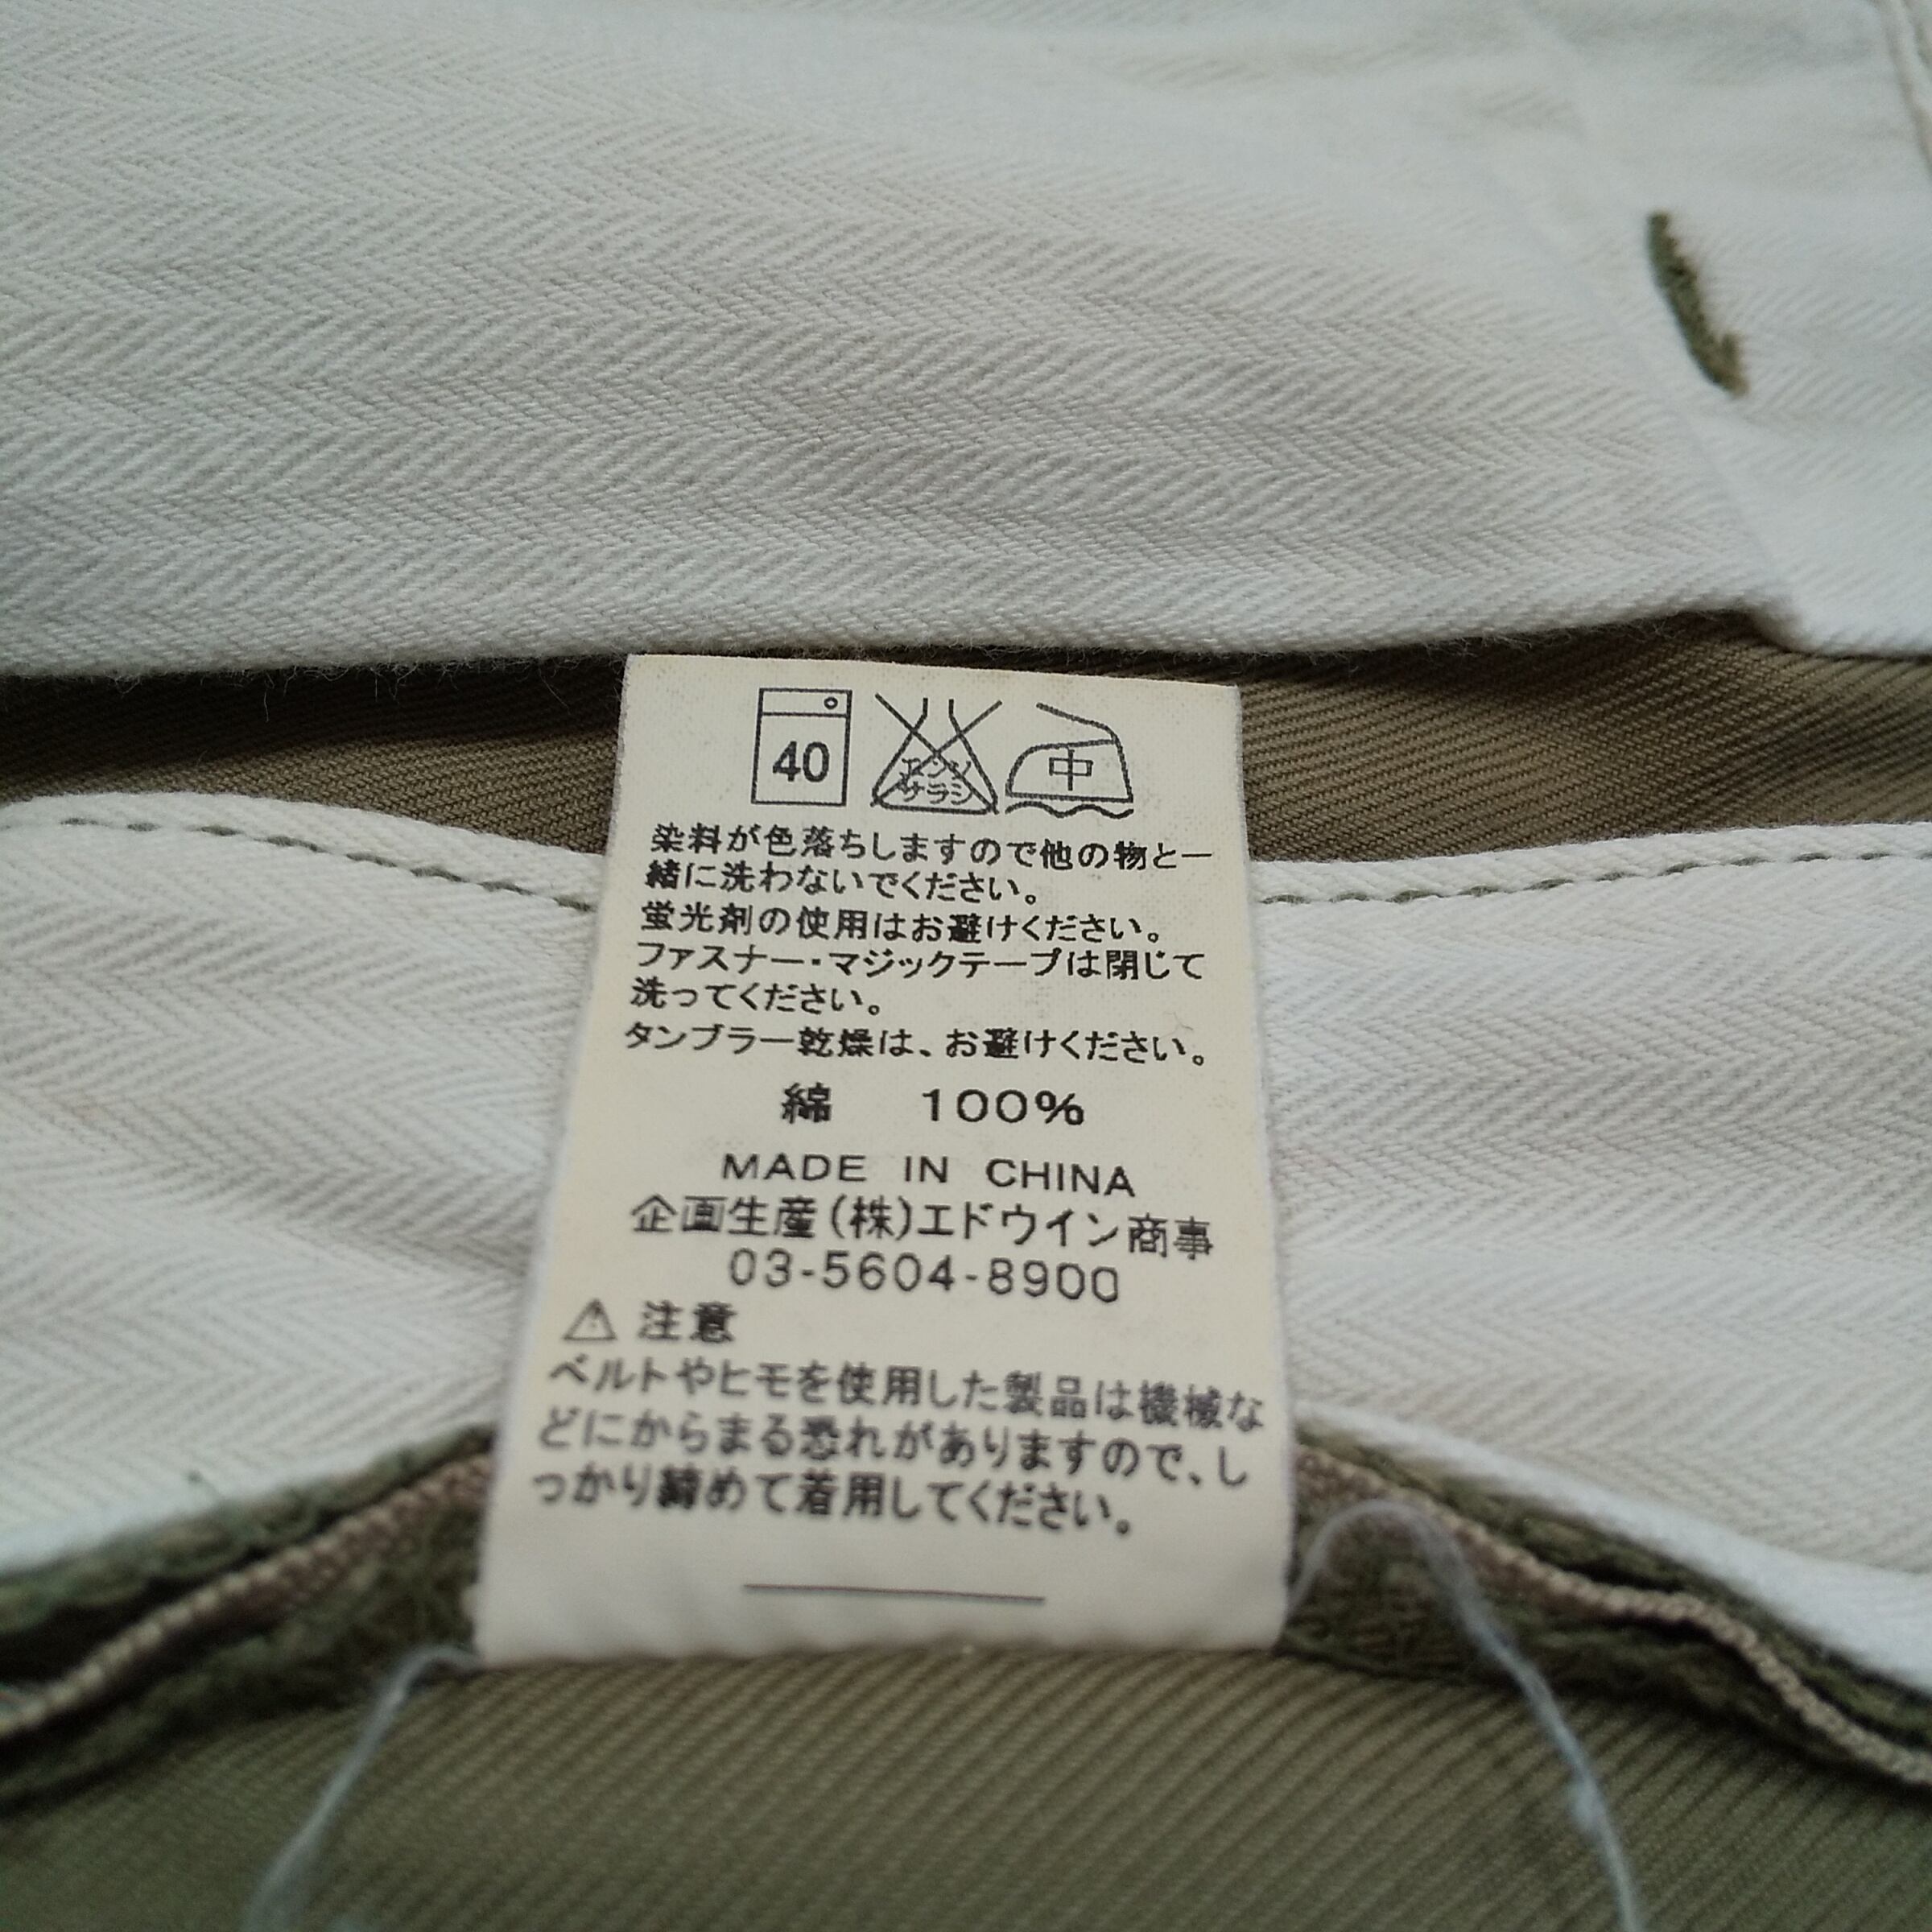 40
エンソ
サラシ
中
染料が色落ちしますので他の物と一
緒に洗わないでください。
蛍光剤の使用はお避けください。
ファスナー・マジックテープは閉じて
洗ってください。
タンブラー乾燥は、お避けください。
綿 100%
MADE IN CHINA
企画生産(株)エドウイン商事
03-5604-8900
⚠ 注意
ベルトやヒモを使用した製品は機械な
どにからまる恐れがありますので、し
っかり締めて着用してください。